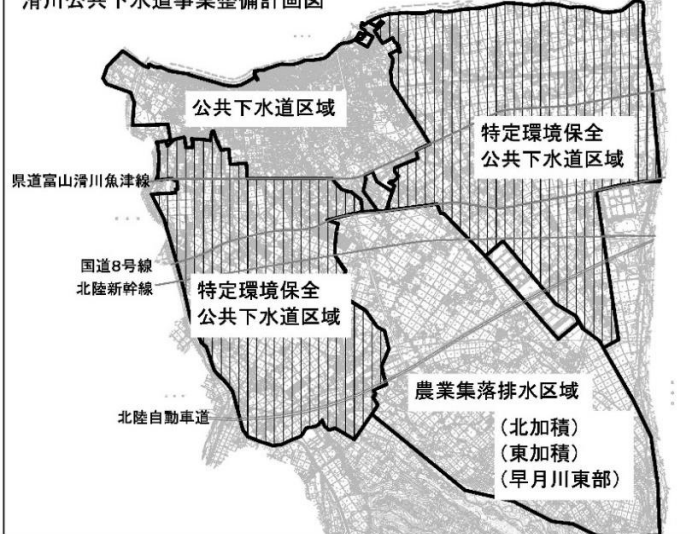 滑川公共下水道事業整備計画図
公共下水道区域
特定環境保全
公共下水道区域
県道富山滑川魚津線
国道8号線
北陸新幹線
特定環境保全
公共下水道区域
農業集落排水区域
(北加積)
(東加積)
(早月川東部)
北陸自動車道